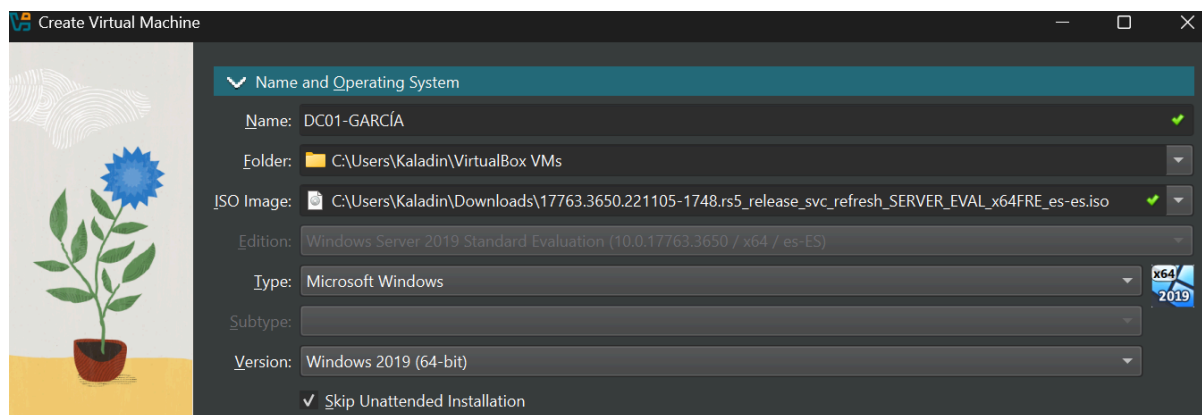 Create Virtual Machine
Name and Operating System
Name: DC01-GARCÍA
Folder: C:\Users\Kaladin\VirtualBox VMs
ISO Image: C:\Users\Kaladin\Downloads\17763.3650.221105-1748.rs5_release_svc_refresh_SERVER_EVAL_x64FRE_es-es.iso
Edition: Windows Server 2019 Standard Evaluation (10.0.17763.3650 / x64 / es-ES)
Type: Microsoft Windows
x64
2019
Subtype:
Version: Windows 2019 (64-bit)
Skip Unattended Installation